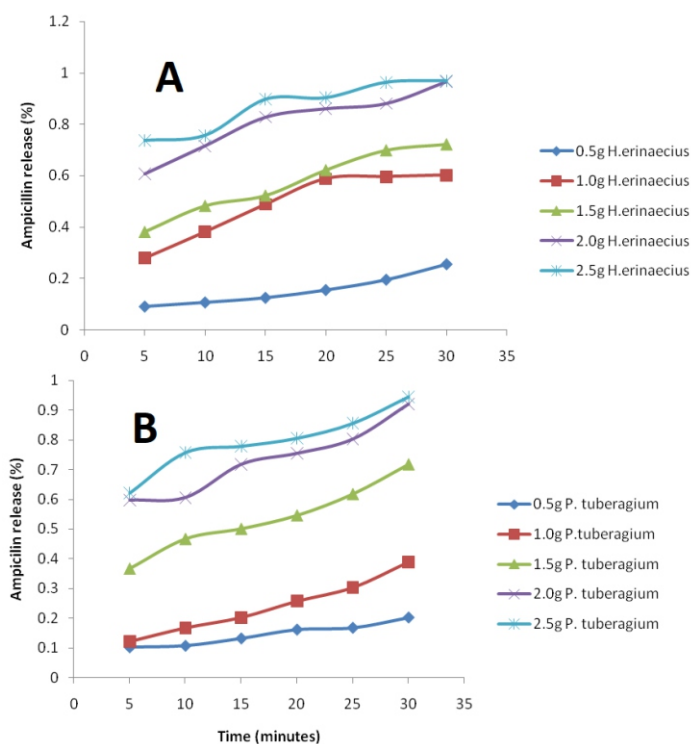 A
1.2
1
0.8
0.6
0.4
0.2
0
Ampicillin release (%)
0 5 10 15 20 25 30 35
0.5g H.erinaecius
1.0g H.erinaecius
1.5g H.erinaecius
2.0g H.erinaecius
2.5g H.erinaecius
B
1
0.9
0.8
0.7
0.6
0.5
0.4
0.3
0.2
0.1
0
Ampicilin release (%)
0 5 10 15 20 25 30 35
Time (minutes)
0.5g P. tuberagium
1.0g P.tuberagium
1.5g P. tuberagium
2.0g P. tuberagium
2.5g P. tuberagium